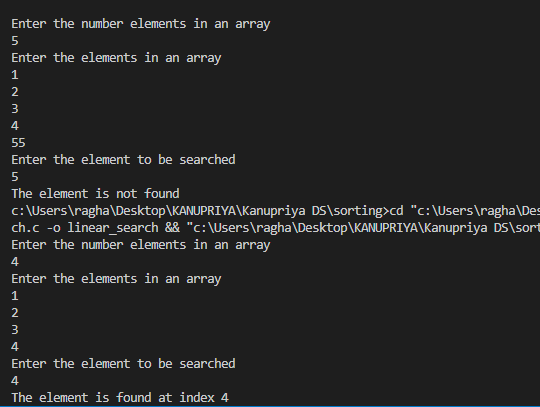 Enter the number elements in an array
5
Enter the elements in an array
1
2
3
4
55
Enter the element to be searched
5
The element is not found
c:\Users\ragha\Desktop\KANUPRIYA\Kanupriya DS\sorting>cd "c:\Users\ragha\Des
ch.c -o linear_search && "c:\Users\ragha\Desktop\KANUPRIYA\Kanupriya DS\sort
Enter the number elements in an array
4
Enter the elements in an array
1
2
3
4
Enter the element to be searched
4
The element is found at index 4